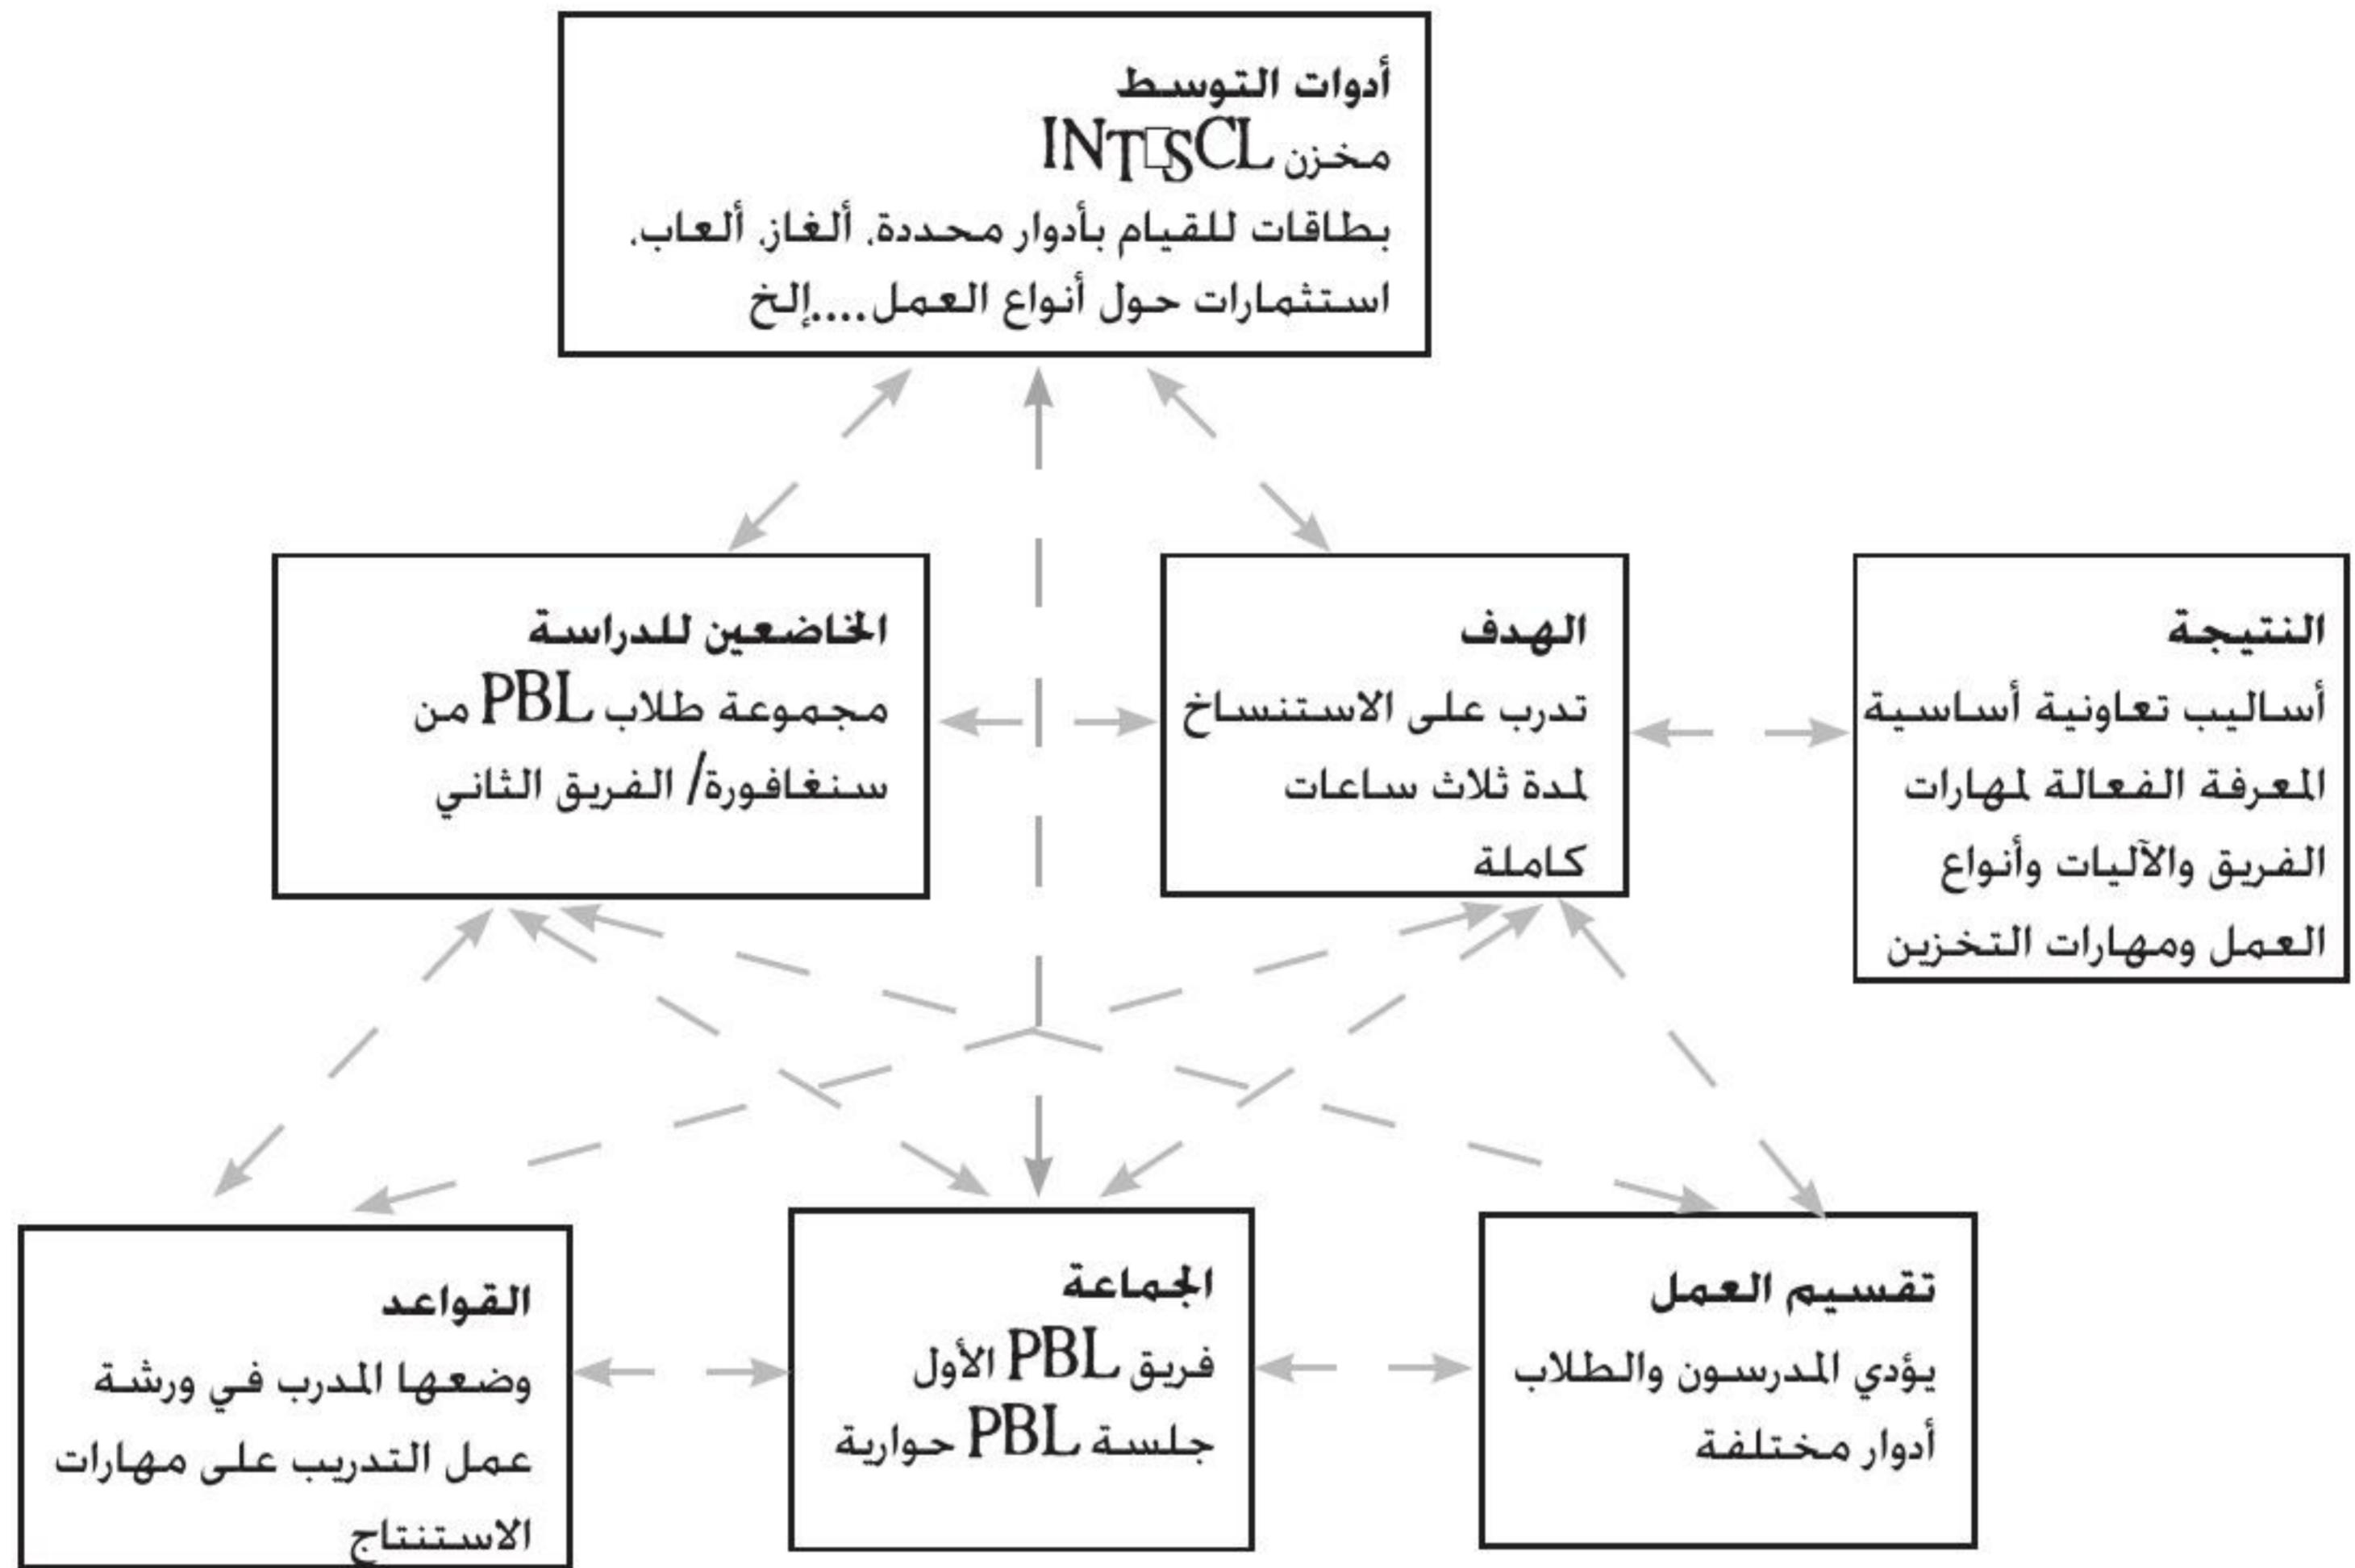 أدوات التوسط
مخزن INT□SCL
بطاقات للقيام بأدوار محددة، ألغاز، ألعاب،
استثمارات حول أنواع العمل....إلخ
الخاضعين للدراسة
مجموعة طلاب PBL من
سنغافورة/ الفريق الثاني
الهدف
تدرب على الاستنساخ
لمدة ثلاث ساعات
كاملة
النتيجة
أساليب تعاونية أساسية
المعرفة الفعالة لمهارات
الفريق والآليات وأنواع
العمل ومهارات التخزين
القواعد
وضعها المدرب في ورشة
عمل التدريب على مهارات
الاستنتاج
الجماعة
فريق PBL الأول
جلسة PBL حوارية
تقسيم العمل
يؤدي المدرسون والطلاب
أدوار مختلفة